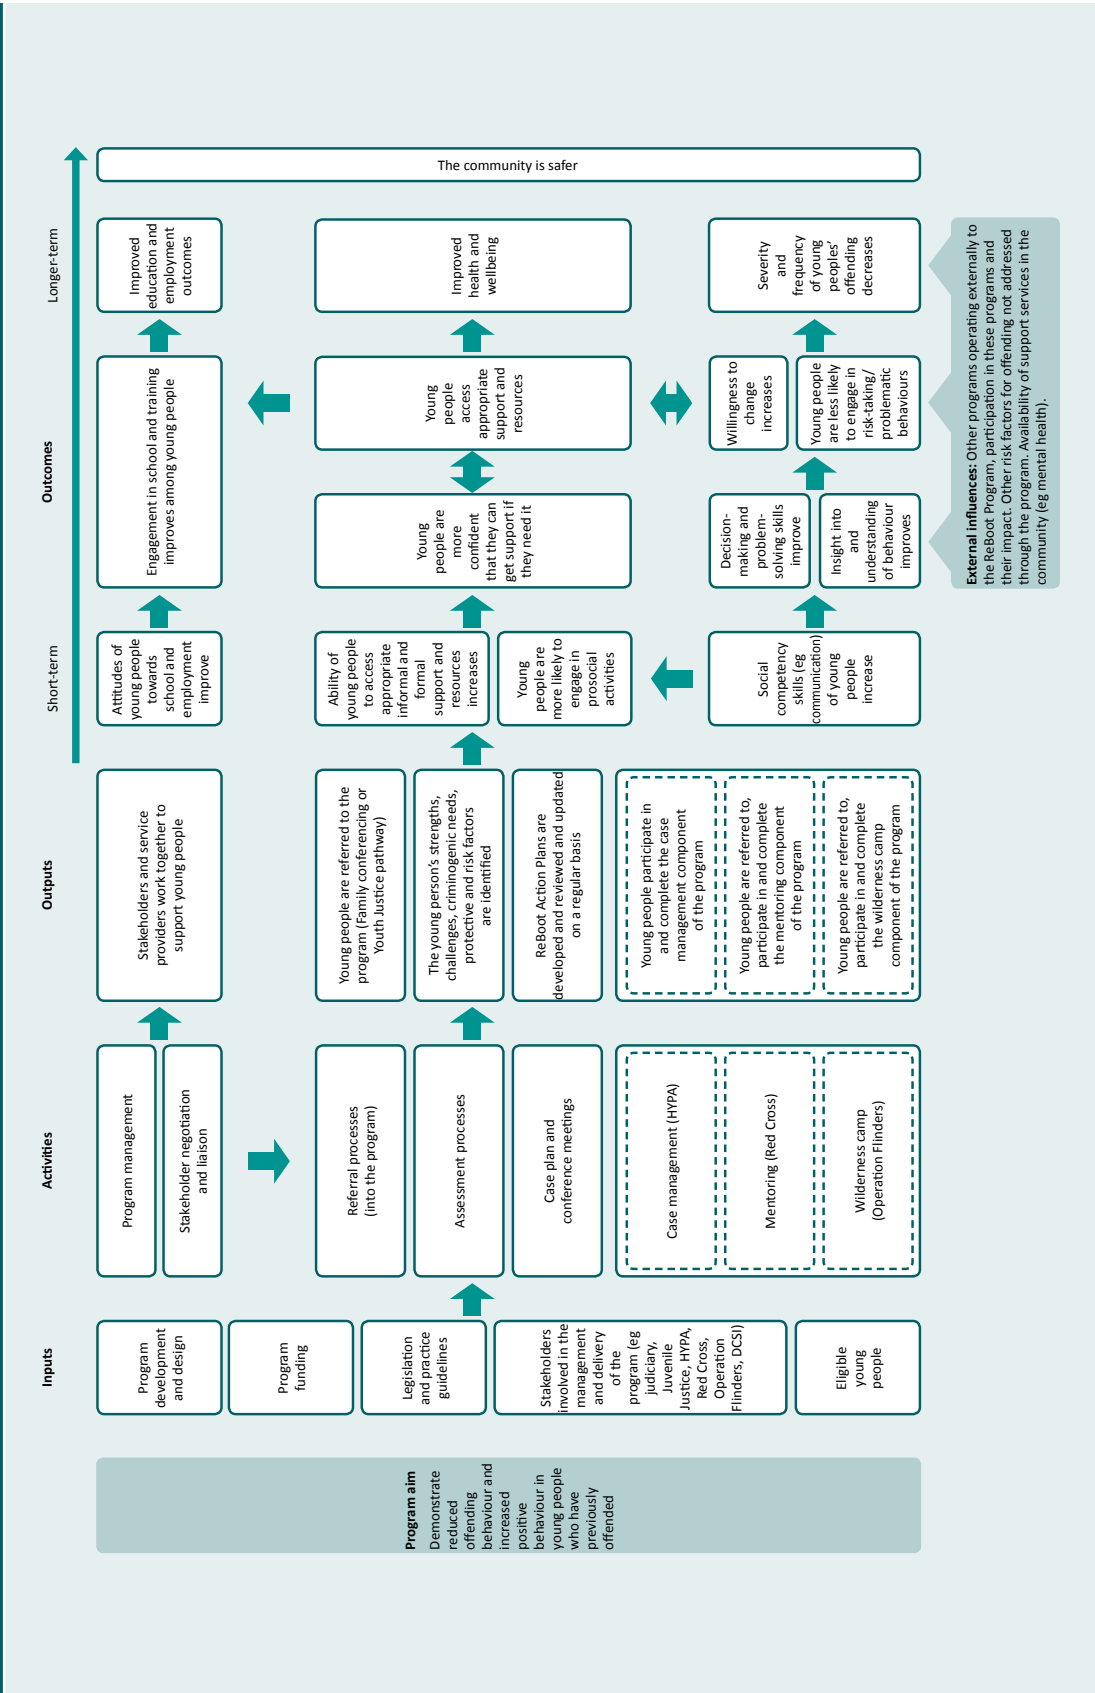 Program aim
Demonstrate
reduced
offending
behaviour and
increased
positive
behaviour in
young people
who have
previously
offended
Inputs
Program
development
and design
Program
funding
Legislation
and practice
guidelines
Stakeholders
involved in the
management
and delivery
of the
program (eg
judiciary,
Juvenile
Justice, HYPA,
Red Cross,
Operation
Flinders, DCSI)
Eligible
young
people
Activities
Program management
Stakeholder negotiation
and liaison
Referral processes
(into the program)
Assessment processes
Case plan and
conference meetings
Case management (HYPA)
Mentoring (Red Cross)
Wilderness camp
(Operation Flinders)
Outputs
Stakeholders and service
providers work together to
support young people
Young people are referred to the
program (Family conferencing or
Youth Justice pathway)
The young person's strengths,
challenges, criminogenic needs,
protective and risk factors
are identified
ReBoot Action Plans are
developed and reviewed and updated
on a regular basis
Young people participate in
and complete the case
management component
of the program
Young people are referred to,
participate in and complete
the mentoring component
of the program
Young people are referred to,
participate in and complete
the wilderness camp
component of the program
Outcomes
Short-term
Longer-term
Attitudes of
young people
towards
school and
employment
improve
Ability of
young people
to access
appropriate
informal and
formal
support and
resources
increases
Young
people are
more likely to
engage in
prosocial
activities
Social
competency
skills (eg
communication)
of young
people
increase
Engagement in school and training
improves among young people
Young
people are
more
confident
that they can
get support if
they need it
Decision-
making and
problem-
solving skills
improve
Insight into
and
understanding
of behaviour
improves
Young
people
access
appropriate
support and
resources
Willingness to
change
increases
Young people
are less likely
to engage in
risk-taking/
problematic
behaviours
Improved
education and
employment
outcomes
Improved
health and
wellbeing
Severity
and
frequency
of young
peoples'
offending
decreases
The community is safer
External influences: Other programs operating externally to
the ReBoot Program, participation in these programs and
their impact. Other risk factors for offending not addressed
through the program. Availability of support services in the
community (eg mental health).